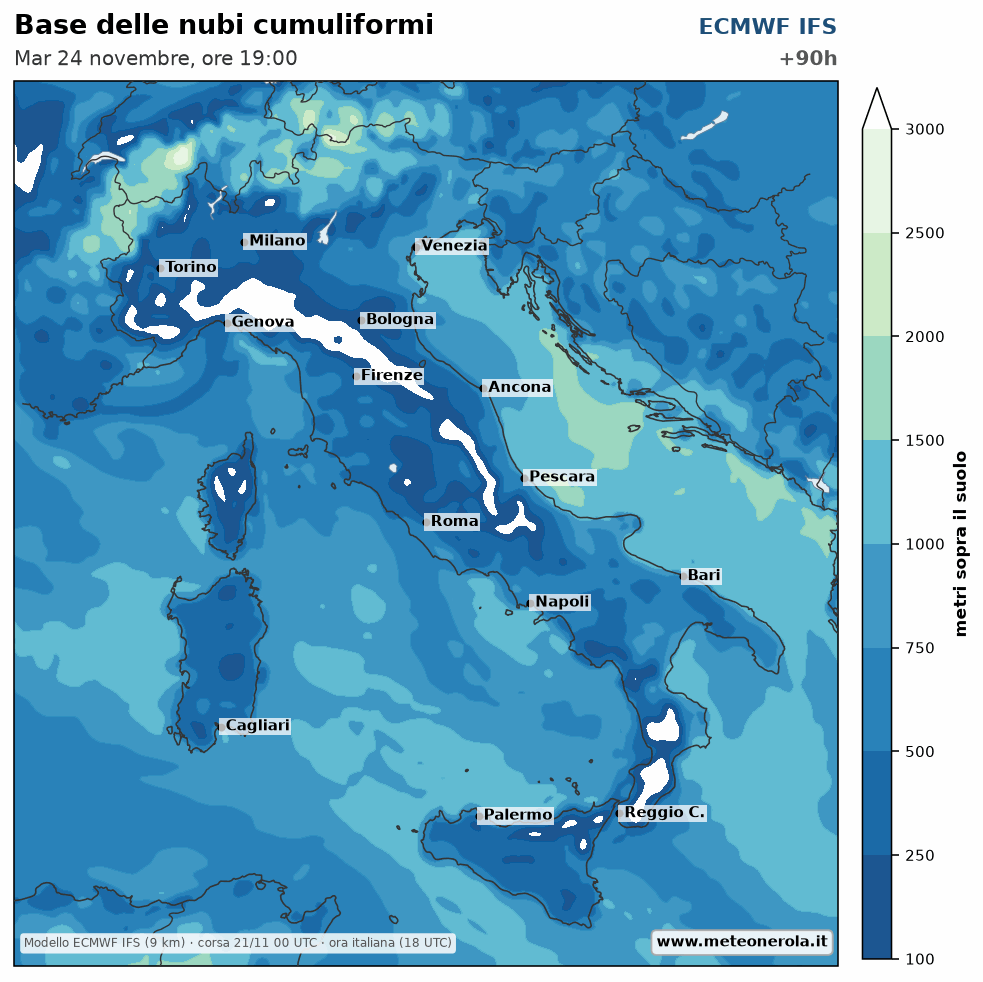 Base delle nubi cumuliformi
ECMWF IFS
Mar 24 novembre, ore 19:00
+90h
Milano
Venezia
Torino
Genova
Bologna
Firenze
Ancona
Pescara
Roma
Bari
Napoli
Cagliari
Palermo
Reggio C.
3000
2500
2000
1500
1000
750
500
250
100
metri sopra il suolo
Modello ECMWF IFS (9 km) · corsa 21/11 00 UTC · ora italiana (18 UTC)
www.meteonerola.it